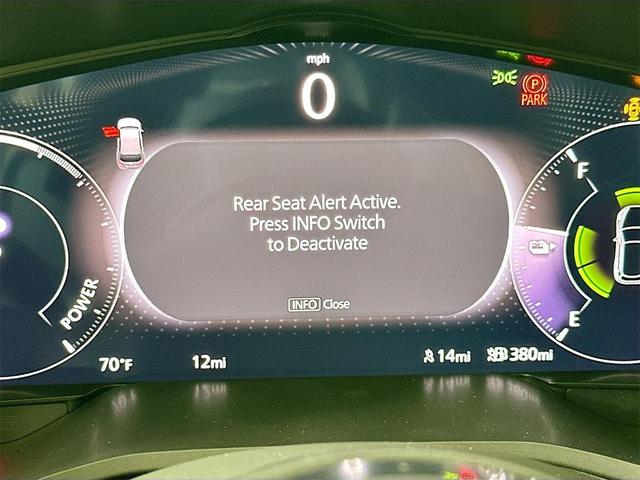 mph
0
P
PARK
F
Rear Seat Alert Active.
Press INFO Switch
to Deactivate
INFO Close
POWER
E
70°F
12mi
14mi
380mi